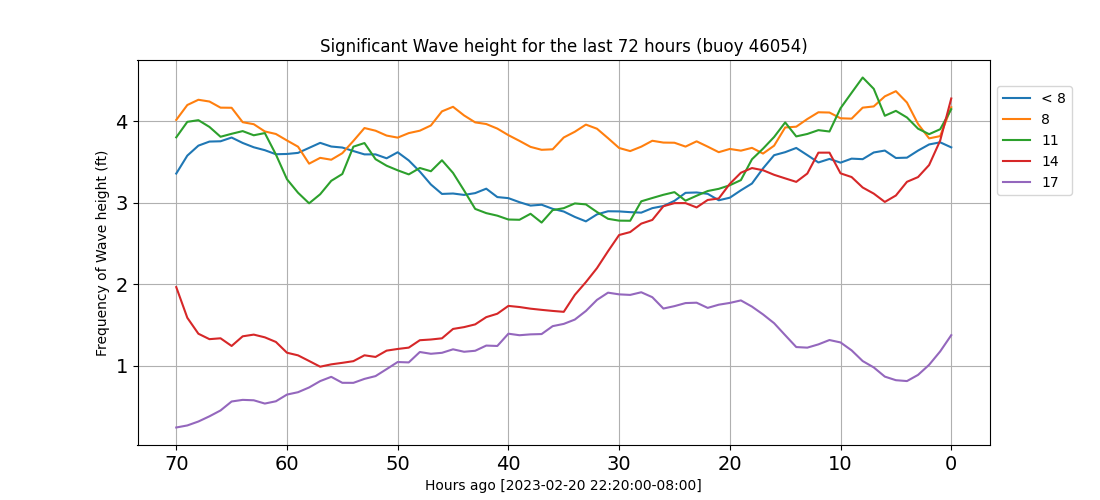 Significant Wave height for the last 72 hours (buoy 46054)
Frequency of Wave height (ft)
4
3
2
1
70 60 50 40 30 20 10 0
Hours ago [2023-02-20 22:20:00-08:00]
< 8
8
11
14
17